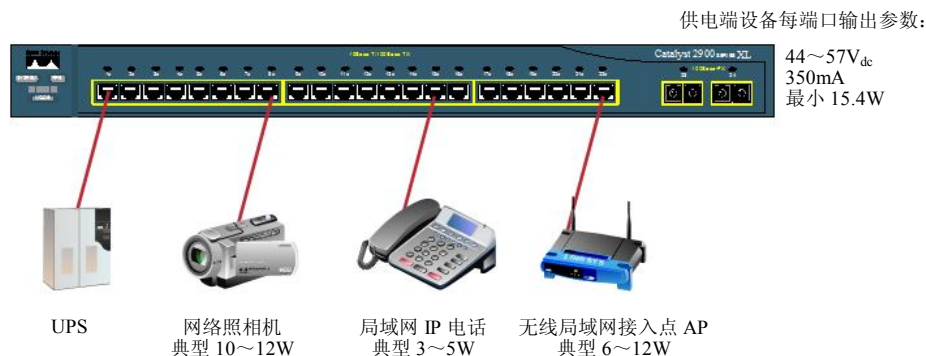 供电端设备每端口输出参数：
Catalyst 2900 SERIES XL
44～57Vdc
350mA
最小 15.4W
UPS
网络照相机
典型 10～12W
局域网 IP 电话
典型 3～5W
无线局域网接入点 AP
典型 6～12W